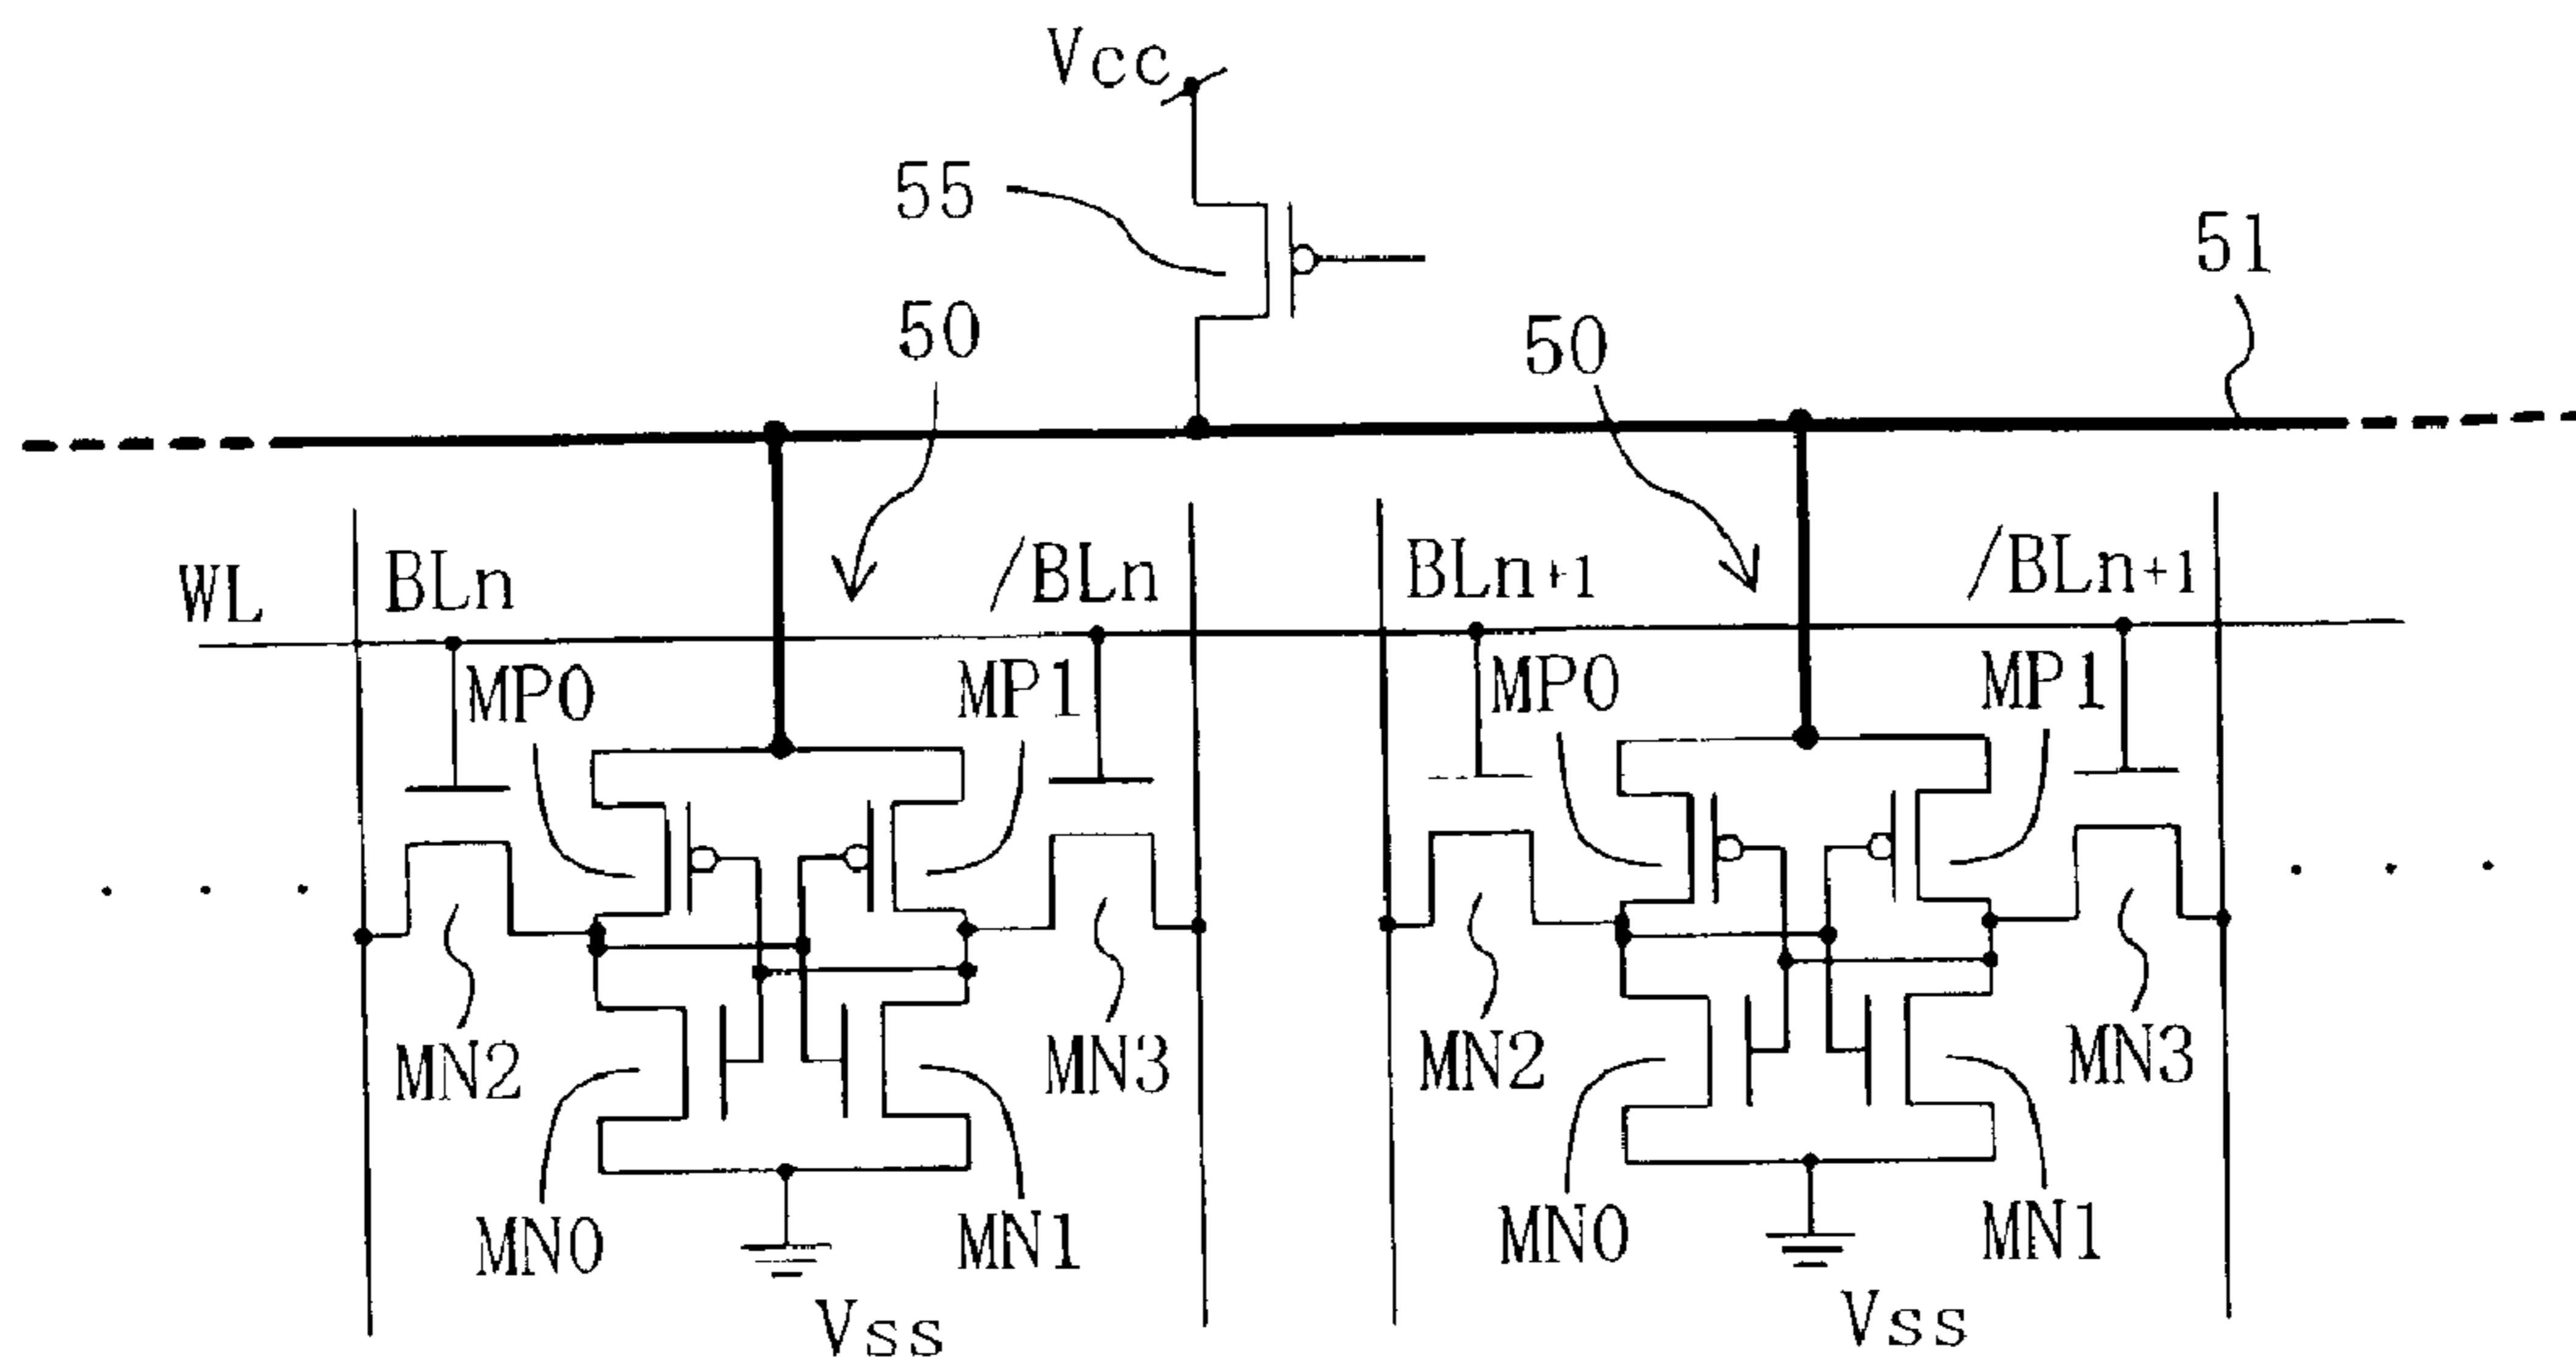 Vcc
55
51
50
50
WL
BLn
/BLn
BLn+1
/BLn+1
MP0
MP1
MP0
MP1
MN2
MN3
MN2
MN3
MN0
MN1
MN0
MN1
Vss
Vss